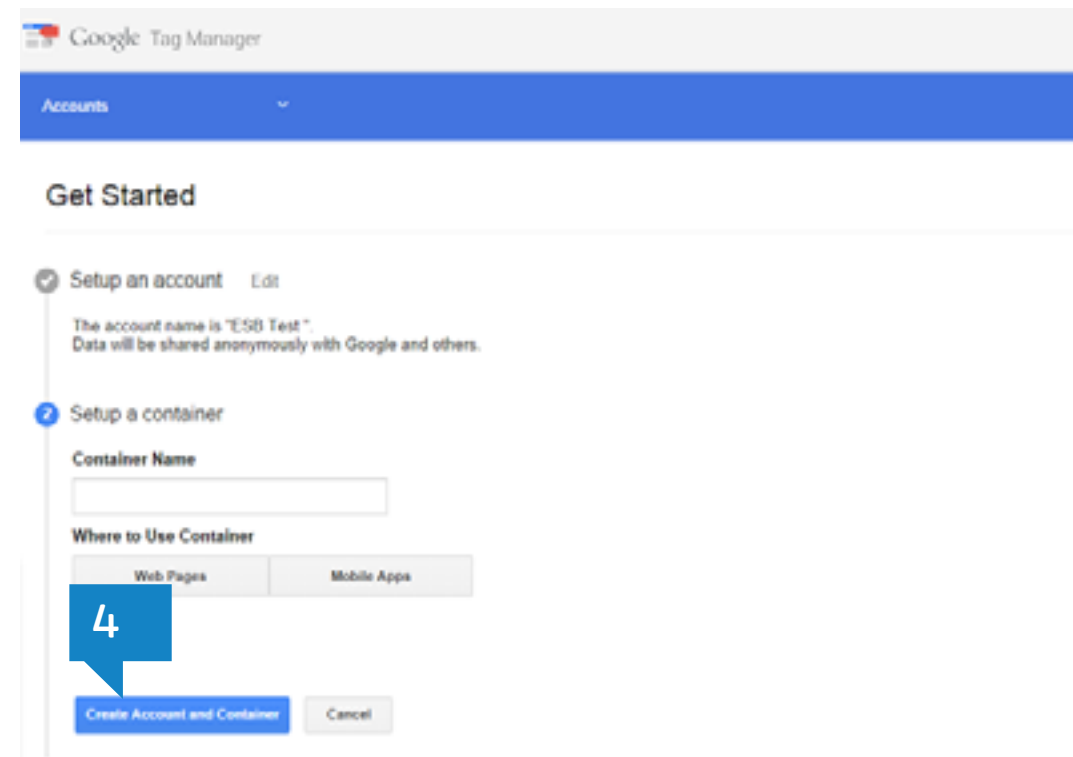 Google Tag Manager
Accounts
Get Started
Setup an account Edit
The account name is "ESB Test ".
Data will be shared anonymously with Google and others.
2 Setup a container
Container Name
Where to Use Container
Web Pages Mobile Apps
4
Create Account and Container Cancel